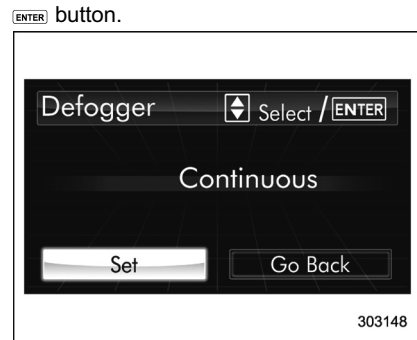 ENTER button.
Defogger Select / ENTER
Continuous
Set Go Back
303148